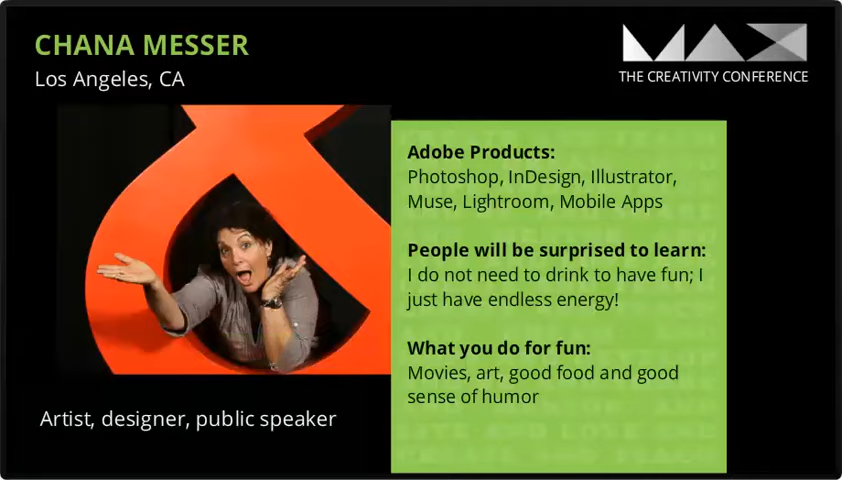 CHANA MESSER
Los Angeles, CA
MAX
THE CREATIVITY CONFERENCE
Adobe Products:
Photoshop, InDesign, Illustrator,
Muse, Lightroom, Mobile Apps
People will be surprised to learn:
I do not need to drink to have fun; I
just have endless energy!
What you do for fun:
Movies, art, good food and good
sense of humor
Artist, designer, public speaker